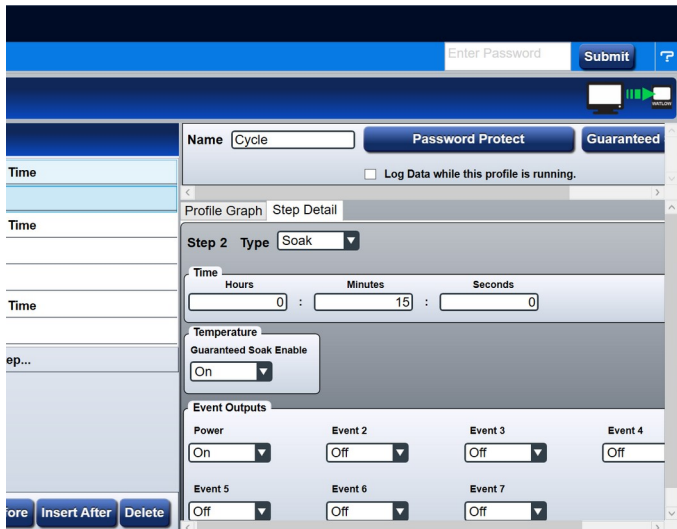 Enter Password Submit ?
WATLOW
Name Cycle Password Protect Guaranteed
Log Data while this profile is running.
Time
Time
Time
ep...
fore Insert After Delete
Profile Graph Step Detail
Step 2 Type Soak
Time
Hours Minutes Seconds
0 : 15 : 0
Temperature
Guaranteed Soak Enable
On
Event Outputs
Power Event 2 Event 3 Event 4
On Off Off Off
Event 5 Event 6 Event 7
Off Off Off